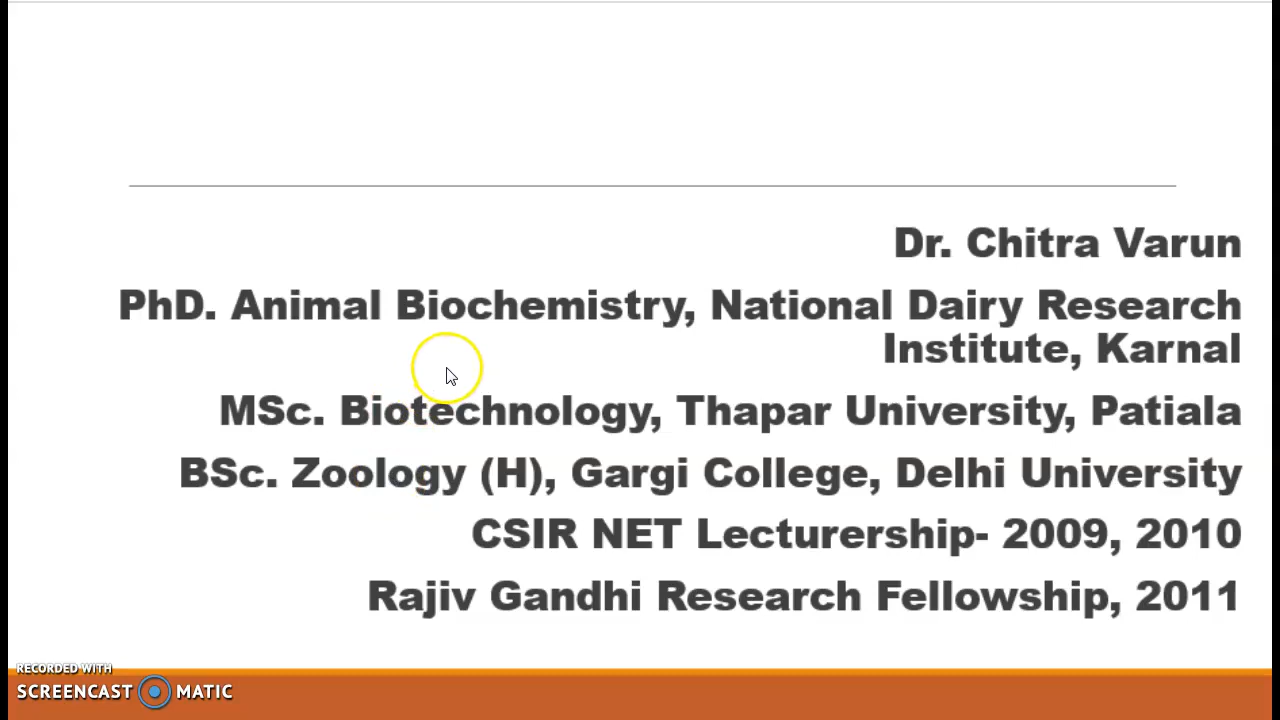 Dr. Chitra Varun
PhD. Animal Biochemistry, National Dairy Research
Institute, Karnal
MSc. Biotechnology, Thapar University, Patiala
BSc. Zoology (H), Gargi College, Delhi University
CSIR NET Lecturership- 2009, 2010
Rajiv Gandhi Research Fellowship, 2011
RECORDED WITH
SCREENCAST MATIC